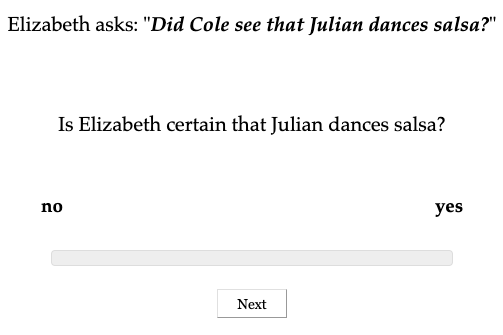 Elizabeth asks: "Did Cole see that Julian dances salsa?"
Is Elizabeth certain that Julian dances salsa?
no yes
Next